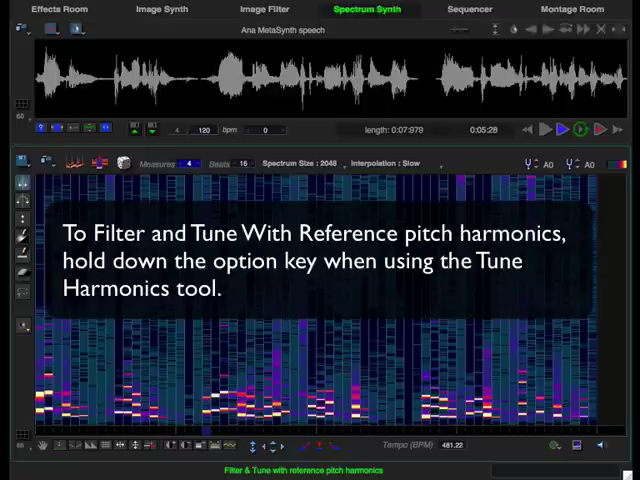 Effects Room Image Synth Image Filter Spectrum Synth Sequencer Montage Room
Ana MetaSynth speech
60
4 120 bpm 0 length: 0:07:979 0:05:28
Measures 4 Beats 16 Spectrum Size : 2048 Interpolation : Slow A0 A0
To Filter and Tune With Reference pitch harmonics,
hold down the option key when using the Tune
Harmonics tool.
60 Tempo (BPM) 481.22
Filter & Tune with reference pitch harmonics